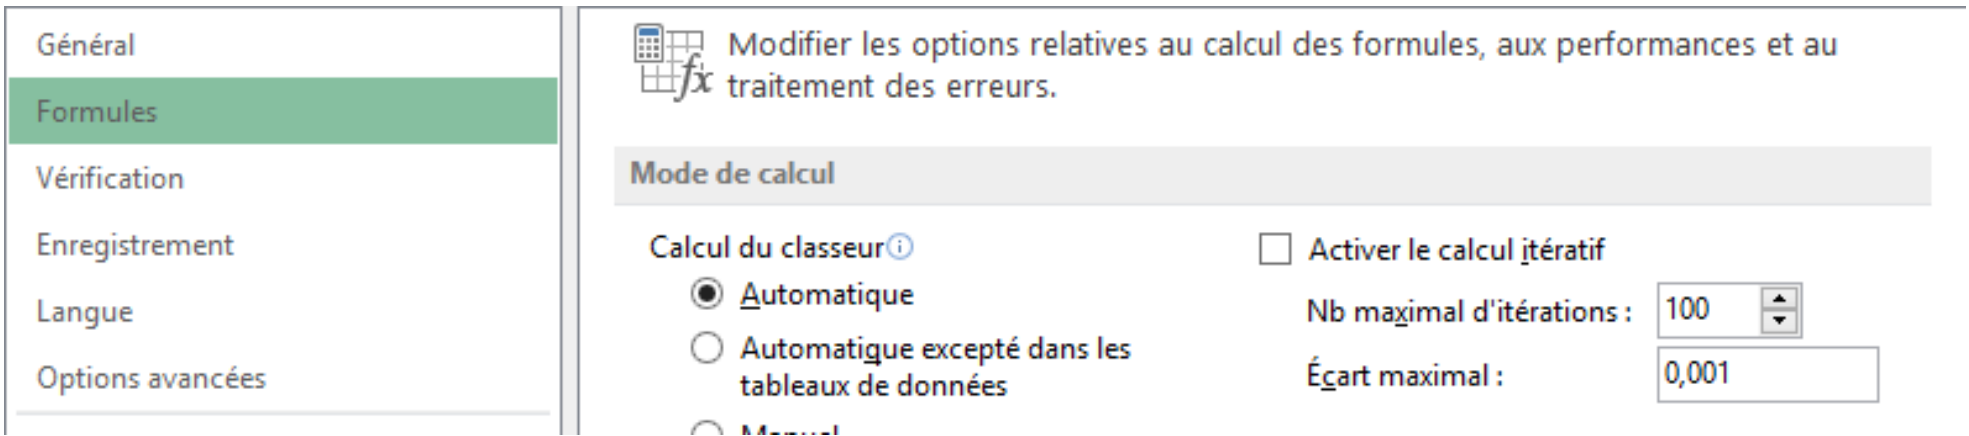 Général
Formules
Vérification
Enregistrement
Langue
Options avancées
Modifier les options relatives au calcul des formules, aux performances et au
traitement des erreurs.
Mode de calcul
Calcul du classeur
Automatique
Automatique excepté dans les
tableaux de données
Manuel
Activer le calcul itératif
Nb maximal d'itérations : 100
Écart maximal : 0,001